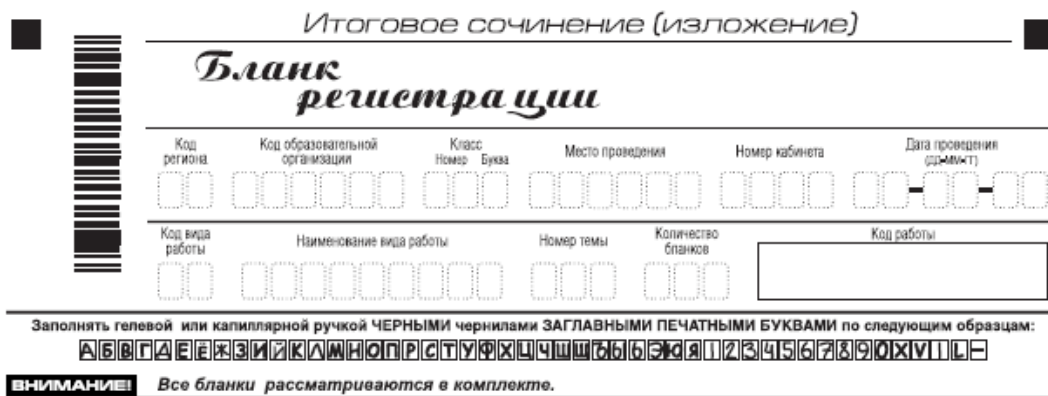 Итоговое сочинение (изложение)
Бланк
регистрации
Код региона
Код образовательной организации
Класс
Номер Буква
Место проведения
Номер кабинета
Дата проведения (ДД-ММ-ГГ)
Код вида работы
Наименование вида работы
Номер темы
Количество бланков
Код работы
Заполнять гелевой или капиллярной ручкой ЧЕРНЫМИ чернилами ЗАГЛАВНЫМИ ПЕЧАТНЫМИ БУКВАМИ по следующим образцам:
АБВГДЕЁЖЗИЙКЛМНОПРСТУФХЦЧШЩЪЫЬЭЮЯ1234567890XVIL-
ВНИМАНИЕ! Все бланки рассматриваются в комплекте.